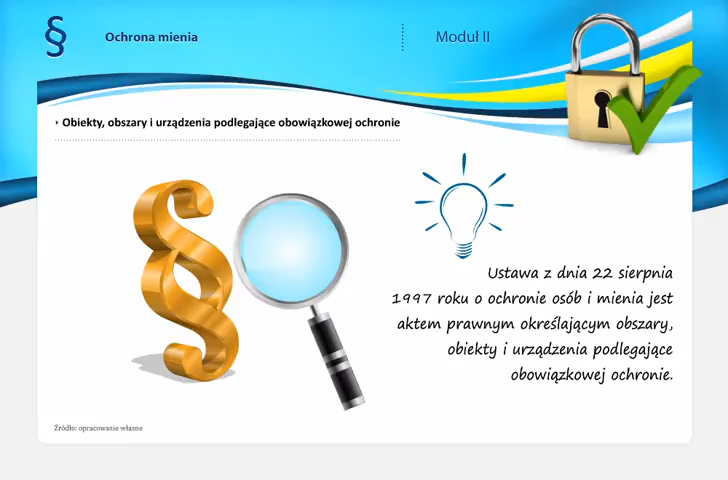 §
Ochrona mienia
Moduł II
Obiekty, obszary i urządzenia podlegające obowiązkowej ochronie
Ustawa z dnia 22 sierpnia
1997 roku o ochronie osób i mienia jest
aktem prawnym określającym obszary,
obiekty i urządzenia podlegające
obowiązkowej ochronie.
Źródło: opracowanie własne